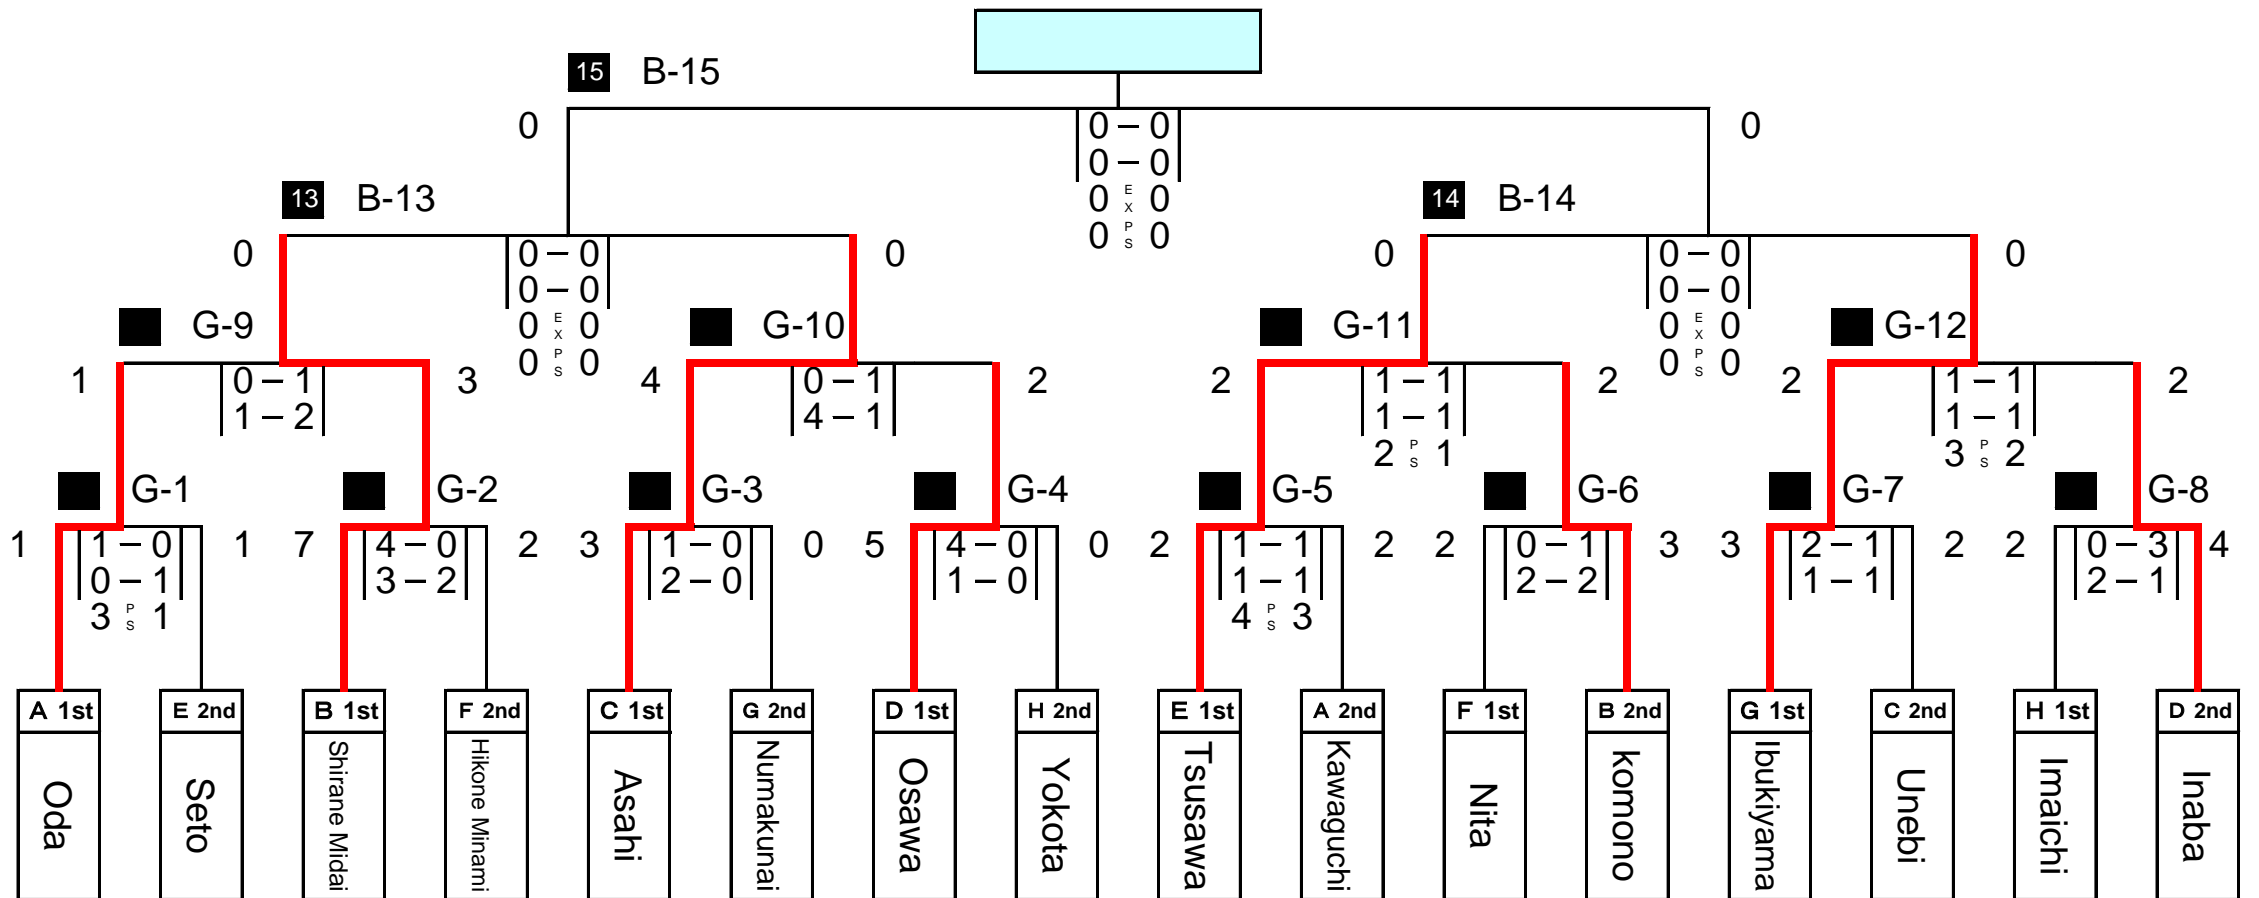 15 B-15
0 0 – 0 0
0 – 0
0 EX 0
0 PS 0
13 B-13 14 B-14
0 0 – 0 0 0 0 – 0 0
0 – 0 0 – 0
G-9 0 EX 0 G-10 G-11 0 EX 0 G-12
0 PS 0 0 PS 0
1 0 – 1 3 4 0 – 1 2 2 1 – 1 2 2 1 – 1 2
1 – 2 4 – 1 1 – 1 1 – 1
2 PS 1 3 PS 2
G-1 G-2 G-3 G-4 G-5 G-6 G-7 G-8
1 1 – 0 1 7 4 – 0 2 3 1 – 0 0 5 4 – 0 0 2 1 – 1 2 2 0 – 1 3 3 2 – 1 2 2 0 – 3 4
0 – 1 3 – 2 2 – 0 1 – 0 1 – 1 2 – 2 1 – 1 2 – 1
3 PS 1 4 PS 3
A 1st E 2nd B 1st F 2nd C 1st G 2nd D 1st H 2nd E 1st A 2nd F 1st B 2nd G 1st C 2nd H 1st D 2nd
Oda
Seto
Shirane Midai
Hikone Minami
Asahi
Numakunai
Osawa
Yokota
Tsusawa
Kawaguchi
Nita
komono
Ibukiyama
Unebi
Imaichi
Inaba